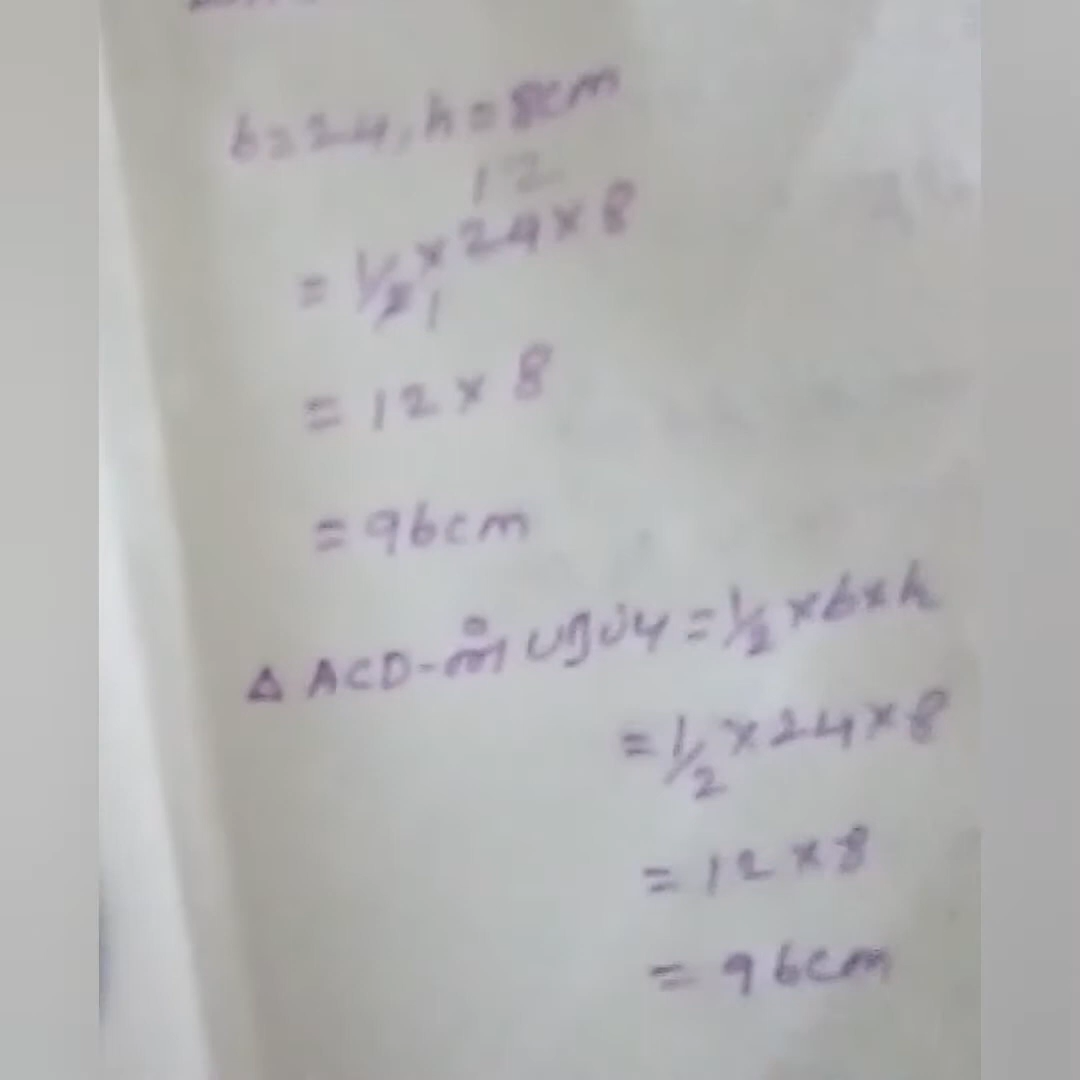 b=24, h=8cm
12
= 1/2 × 24 × 8
1
= 12 × 8
= 96cm
△ ACD-ன் பரப்பு = 1/2 × b × h
= 1/2 × 24 × 8
= 12 × 8
= 96cm